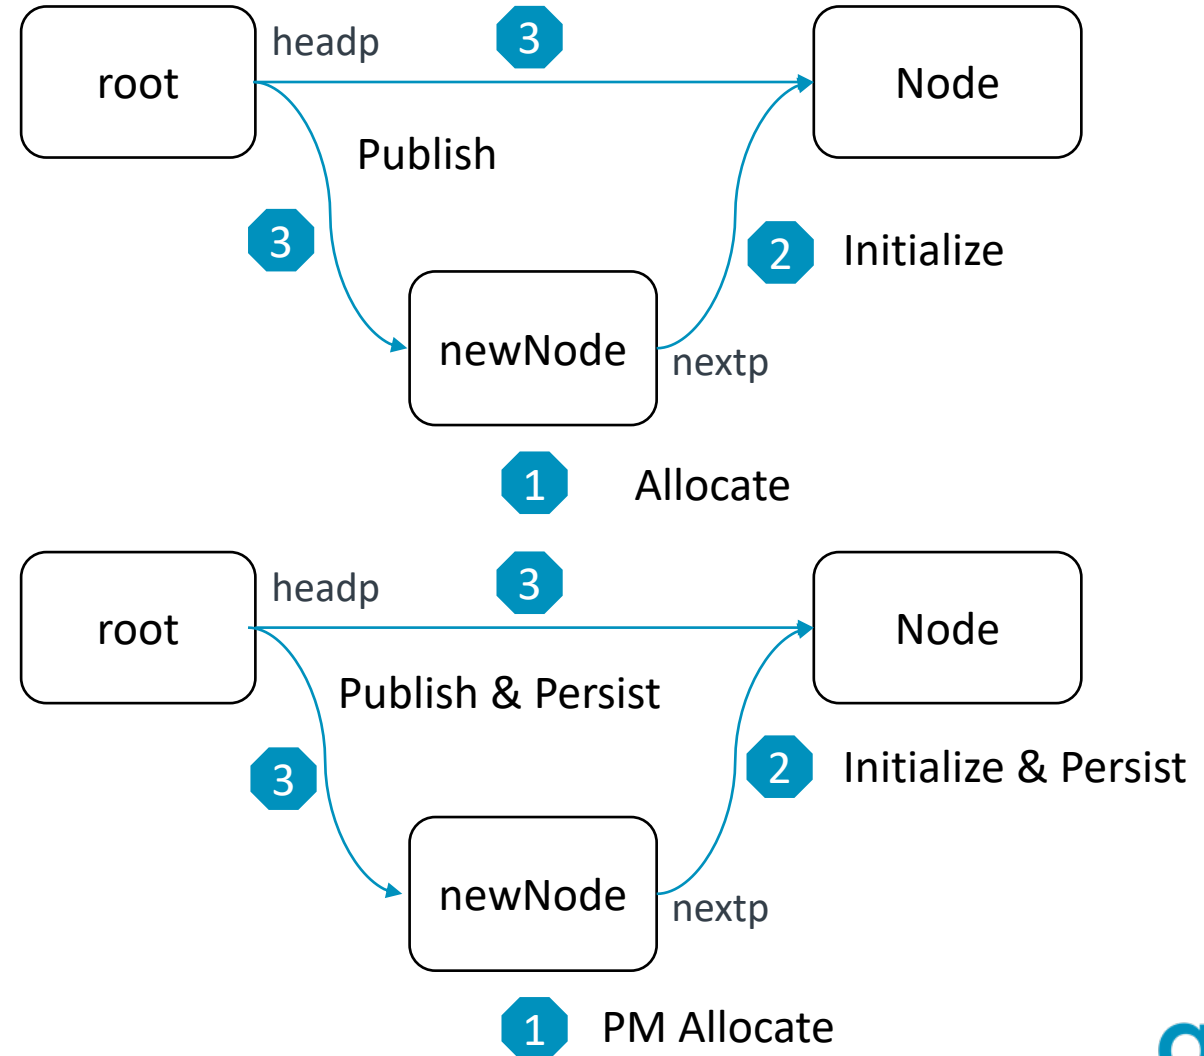 headp
3
root
Node
Publish
3
2
Initialize
newNode
nextp
1
Allocate
headp
3
root
Node
Publish & Persist
3
2
Initialize & Persist
newNode
nextp
1
PM Allocate